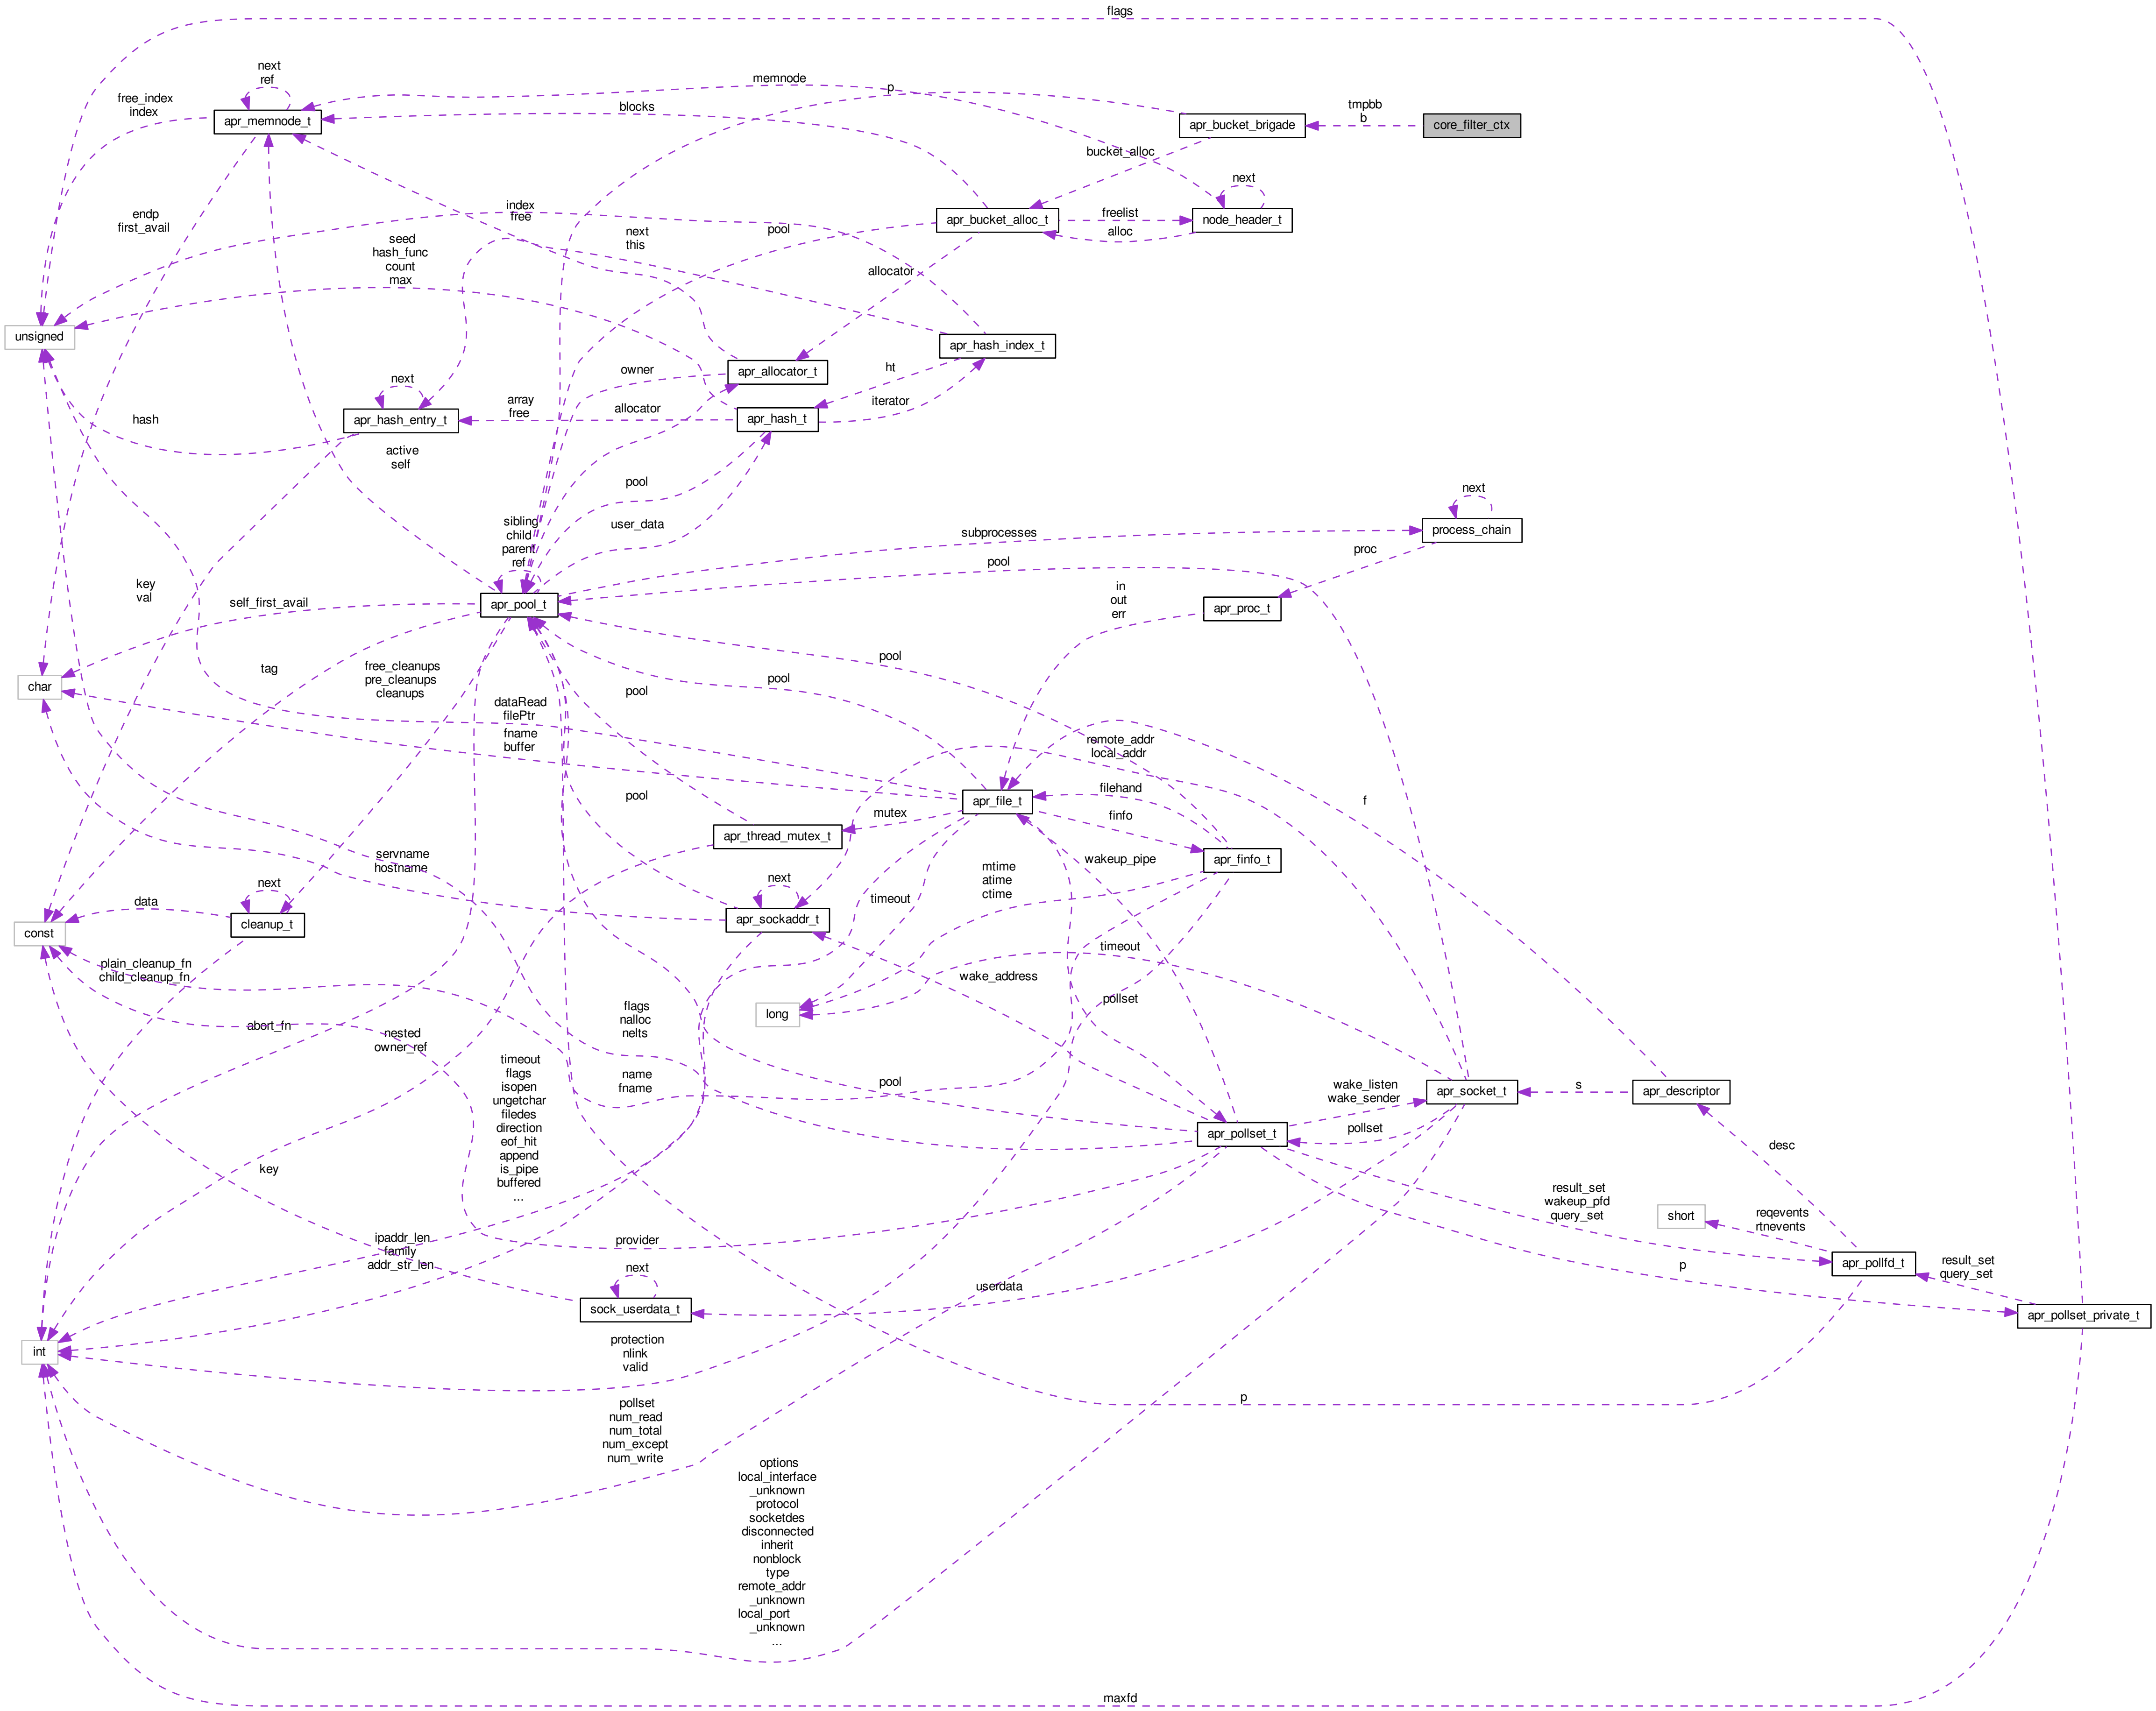 flags
next
ref
memnode
p
free_index
index
blocks
tmpbb
b
apr_memnode_t
apr_bucket_brigade
core_filter_ctx
bucket_alloc
next
endp
first_avail
index
free
freelist
apr_bucket_alloc_t
node_header_t
next
this
pool
alloc
seed
hash_func
count
max
allocator
unsigned
apr_hash_index_t
owner
apr_allocator_t
ht
next
array
free
allocator
iterator
apr_hash_entry_t
apr_hash_t
hash
active
self
pool
next
sibling
child
parent
ref
user_data
subprocesses
process_chain
pool
proc
key
val
in
out
err
self_first_avail
apr_pool_t
apr_proc_t
tag
free_cleanups
pre_cleanups
cleanups
pool
pool
char
dataRead
filePtr
pool
fname
buffer
remote_addr
local_addr
filehand
f
pool
apr_file_t
mutex
finfo
apr_thread_mutex_t
servname
hostname
wakeup_pipe
apr_finfo_t
mtime
atime
ctime
next
next
data
timeout
cleanup_t
apr_sockaddr_t
const
timeout
plain_cleanup_fn
child_cleanup_fn
wake_address
pollset
long
abort_fn
nested
owner_ref
flags
nalloc
nelts
timeout
flags
isopen
ungetchar
filedes
direction
eof_hit
append
is_pipe
buffered
...
name
fname
pool
wake_listen
wake_sender
apr_socket_t
s
apr_descriptor
pollset
apr_pollset_t
desc
key
result_set
wakeup_pfd
query_set
short
reqevents
rtnevents
ipaddr_len
family
addr_str_len
provider
next
p
apr_pollfd_t
result_set
query_set
userdata
sock_userdata_t
apr_pollset_private_t
int
protection
nlink
valid
p
pollset
num_read
num_total
num_except
num_write
options
local_interface
_unknown
protocol
socketdes
disconnected
inherit
nonblock
type
remote_addr
_unknown
local_port
_unknown
...
maxfd